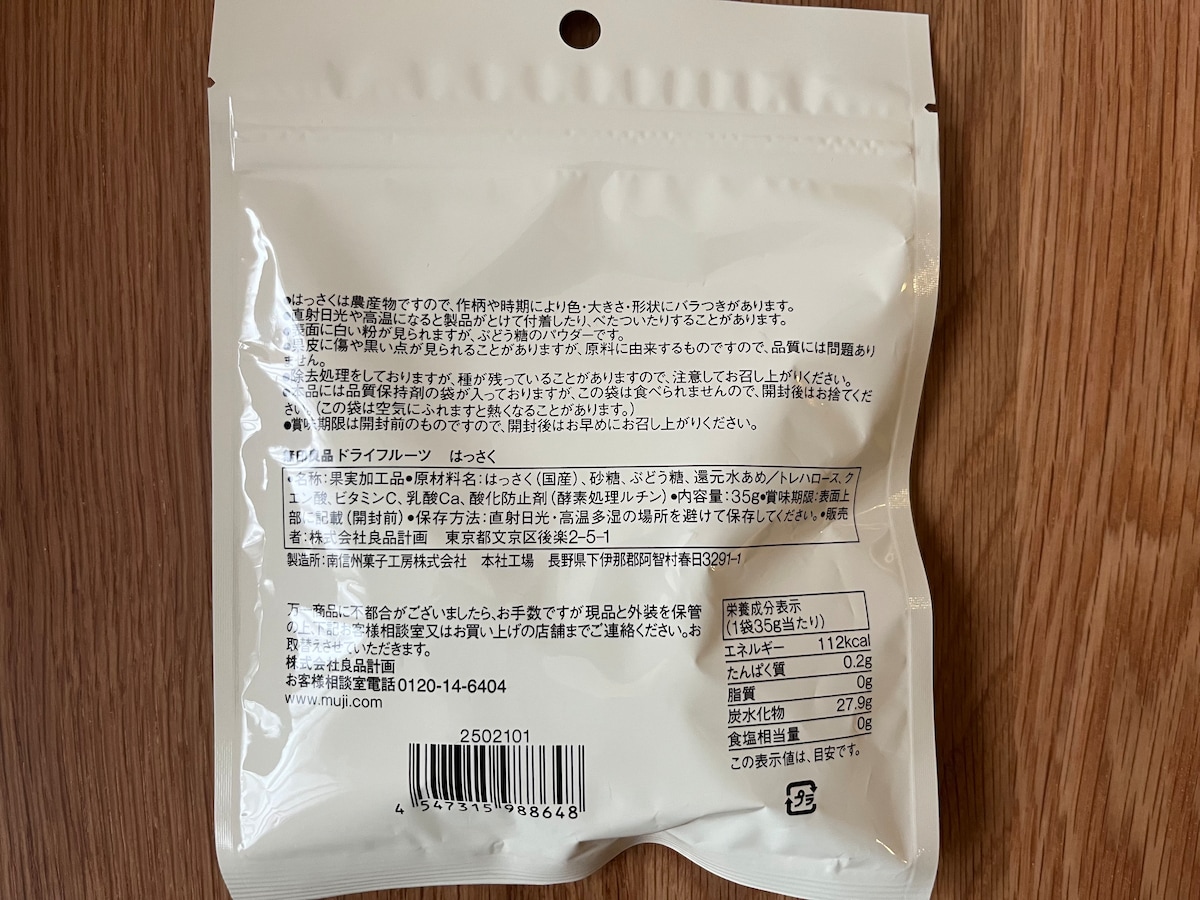 ●はっさくは農産物ですので、作柄や時期により色・大きさ・形状にバラつきがあります。
●直射日光や高温になると製品がとけて付着したり、べたついたりすることがあります。
●表面に白い粉が見られますが、ぶどう糖のパウダーです。
●果皮に傷や黒い点が見られることがありますが、原料に由来するものですので、品質には問題あり
ません。
●除去処理をしておりますが、種が残っていることがありますので、注意してお召し上がりください。
●本品には品質保持剤の袋が入っておりますが、この袋は食べられませんので、開封後はお捨てくだ
さい。(この袋は空気にふれますと熱くなることがあります。)
●賞味期限は開封前のものですので、開封後はお早めにお召し上がりください。
無印良品 ドライフルーツ はっさく
●名称:果実加工品●原材料名:はっさく(国産)、砂糖、ぶどう糖、還元水あめ/トレハロース、ク
エン酸、ビタミンC、乳酸Ca、酸化防止剤(酵素処理ルチン)●内容量:35g●賞味期限:表面上
部に記載(開封前)●保存方法:直射日光・高温多湿の場所を避けて保存してください。●販売
者:株式会社良品計画 東京都文京区後楽2-5-1
製造所:南信州菓子工房株式会社 本社工場 長野県下伊那郡阿智村春日3291-1
万一商品に不都合がございましたら、お手数ですが現品と外装を保管
の上、下記お客様相談室又はお買い上げの店舗までご連絡ください。お
取替えさせていただきます。
株式会社良品計画
お客様相談室電話0120-14-6404
www.muji.com
2502101
4 547315 988648
栄養成分表示
(1袋35g当たり)
エネルギー 112kcal
たんぱく質 0.2g
脂質 0g
炭水化物 27.9g
食塩相当量 0g
この表示値は、目安です。
プラ